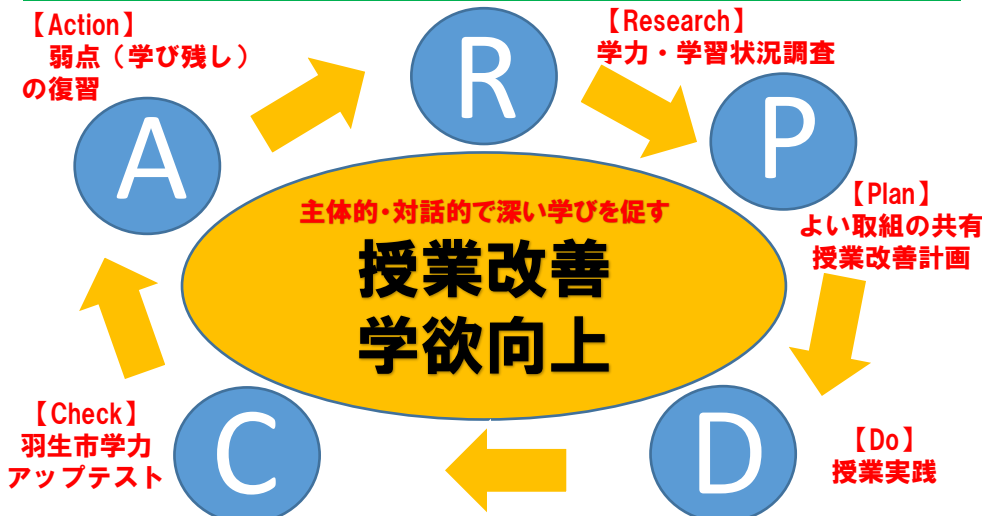 【Action】
弱点（学び残し）
の復習
A
R
【Research】
学力・学習状況調査
P
【Plan】
よい取組の共有
授業改善計画
主体的･対話的で深い学びを促す
授業改善
学欲向上
D
【Do】
授業実践
C
【Check】
羽生市学力
アップテスト